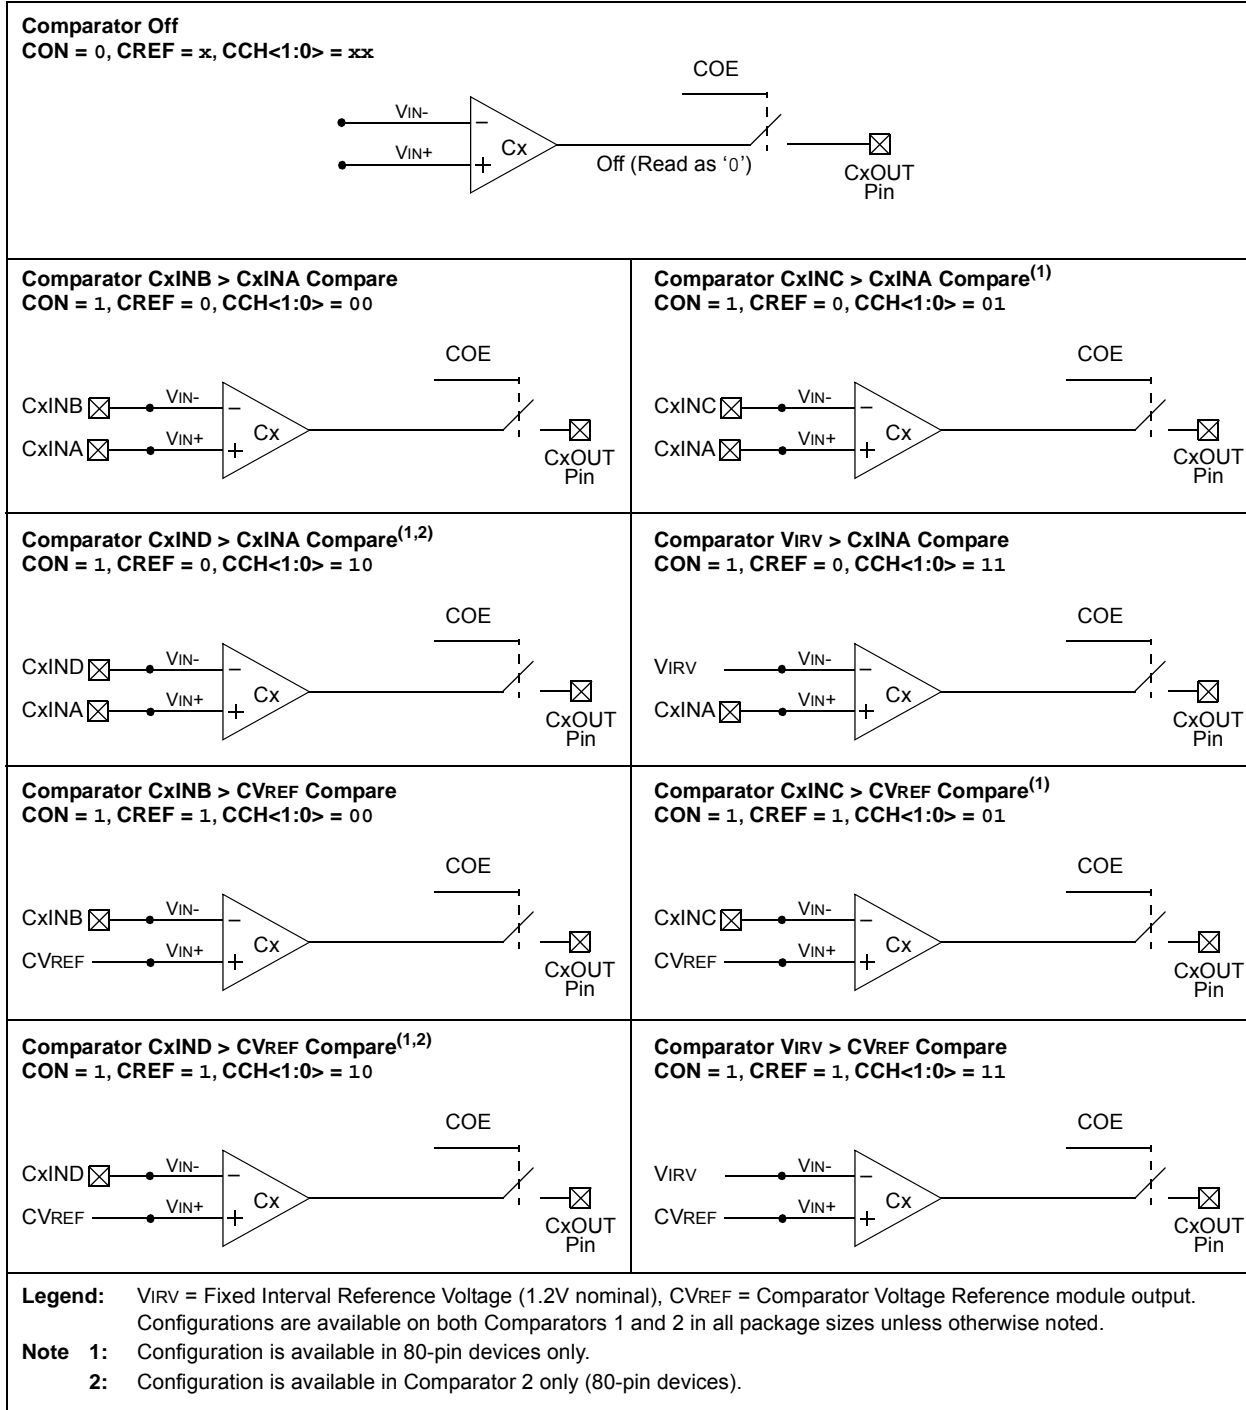 Comparator Off
CON = 0, CREF = x, CCH<1:0> = xx
COE
VIN-
VIN+
Cx
Off (Read as ‘0’)
CxOUT
Pin
Comparator CxINB > CxINA Compare
CON = 1, CREF = 0, CCH<1:0> = 00
COE
CxINB
VIN-
CxINA
VIN+
Cx
CxOUT
Pin
Comparator CxINC > CxINA Compare(1)
CON = 1, CREF = 0, CCH<1:0> = 01
COE
CxINC
VIN-
CxINA
VIN+
Cx
CxOUT
Pin
Comparator CxIND > CxINA Compare(1,2)
CON = 1, CREF = 0, CCH<1:0> = 10
COE
CxIND
VIN-
CxINA
VIN+
Cx
CxOUT
Pin
Comparator VIRV > CxINA Compare
CON = 1, CREF = 0, CCH<1:0> = 11
COE
VIRV
VIN-
CxINA
VIN+
Cx
CxOUT
Pin
Comparator CxINB > CVREF Compare
CON = 1, CREF = 1, CCH<1:0> = 00
COE
CxINB
VIN-
CVREF
VIN+
Cx
CxOUT
Pin
Comparator CxINC > CVREF Compare(1)
CON = 1, CREF = 1, CCH<1:0> = 01
COE
CxINC
VIN-
CVREF
VIN+
Cx
CxOUT
Pin
Comparator CxIND > CVREF Compare(1,2)
CON = 1, CREF = 1, CCH<1:0> = 10
COE
CxIND
VIN-
CVREF
VIN+
Cx
CxOUT
Pin
Comparator VIRV > CVREF Compare
CON = 1, CREF = 1, CCH<1:0> = 11
COE
VIRV
VIN-
CVREF
VIN+
Cx
CxOUT
Pin
Legend: VIRV = Fixed Interval Reference Voltage (1.2V nominal), CVREF = Comparator Voltage Reference module output.
Configurations are available on both Comparators 1 and 2 in all package sizes unless otherwise noted.
Note 1: Configuration is available in 80-pin devices only.
2: Configuration is available in Comparator 2 only (80-pin devices).